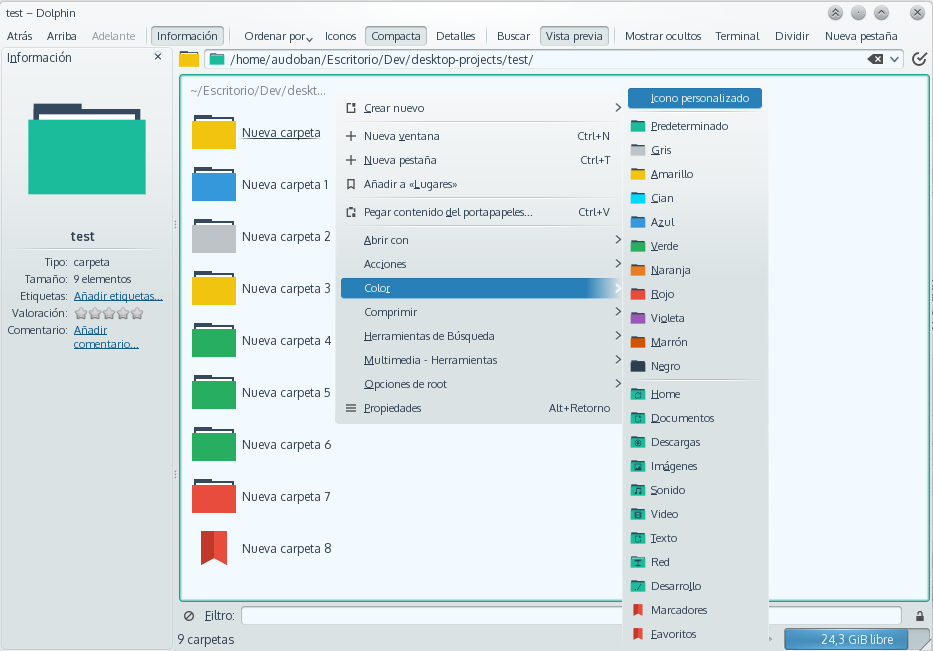 test – Dolphin
Atrás Arriba Adelante Información Ordenar por Iconos Compacta Detalles Buscar Vista previa Mostrar ocultos Terminal Dividir Nueva pestaña
Información
/home/audoban/Escritorio/Dev/desktop-projects/test/
test
Tipo: carpeta
Tamaño: 9 elementos
Etiquetas: Añadir etiquetas...
Valoración:
Comentario: Añadir
comentario...
~/Escritorio/Dev/deskt...
Nueva carpeta
Nueva carpeta 1
Nueva carpeta 2
Nueva carpeta 3
Nueva carpeta 4
Nueva carpeta 5
Nueva carpeta 6
Nueva carpeta 7
Nueva carpeta 8
Crear nuevo
Nueva ventana Ctrl+N
Nueva pestaña Ctrl+T
Añadir a «Lugares»
Pegar contenido del portapapeles... Ctrl+V
Abrir con
Acciones
Color
Comprimir
Herramientas de Búsqueda
Multimedia - Herramientas
Opciones de root
Propiedades Alt+Retorno
Icono personalizado
Predeterminado
Gris
Amarillo
Cian
Azul
Verde
Naranja
Rojo
Violeta
Marrón
Negro
Home
Documentos
Descargas
Imágenes
Sonido
Video
Texto
Red
Desarrollo
Marcadores
Favoritos
Filtro:
9 carpetas
24,3 GiB libre